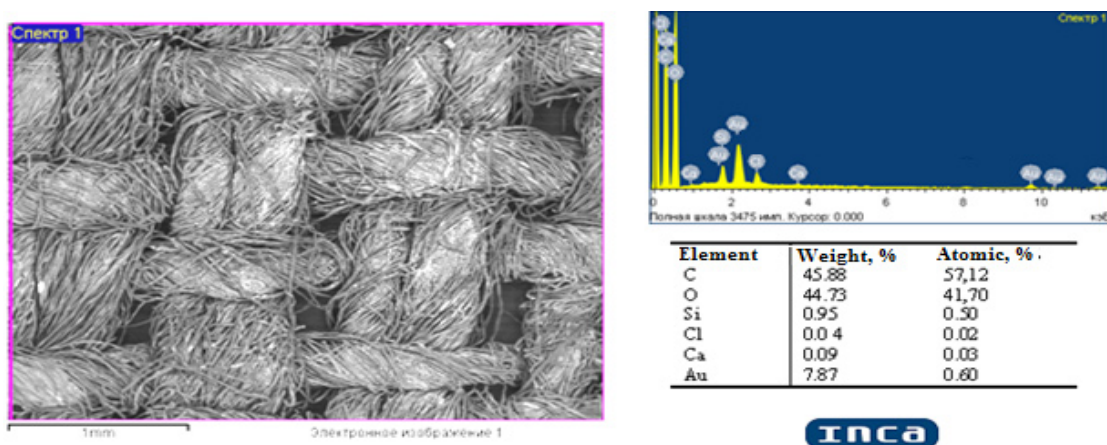 Спектр 1
1mm
Электронное изображение 1
Спектр 1
0 2 4 6 8 10
Полная шкала 3475 имп. Курсор: 0.000
кэВ
Element Weight, % Atomic, %
C 45.88 57,12
O 44.73 41,70
Si 0.95 0.50
Cl 0.0 4 0.02
Ca 0.09 0.03
Au 7.87 0.60
INCA